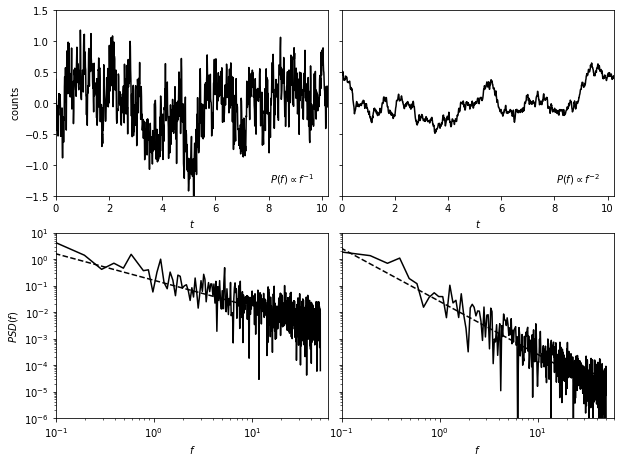 counts
1.5
1.0
0.5
0.0
−0.5
−1.0
−1.5
P(f) ∝ f⁻¹
0 2 4 6 8 10
t
P(f) ∝ f⁻²
0 2 4 6 8 10
t
PSD(f)
10¹
10⁰
10⁻¹
10⁻²
10⁻³
10⁻⁴
10⁻⁵
10⁻⁶
10⁻¹ 10⁰ 10¹
f
10⁻¹ 10⁰ 10¹
f